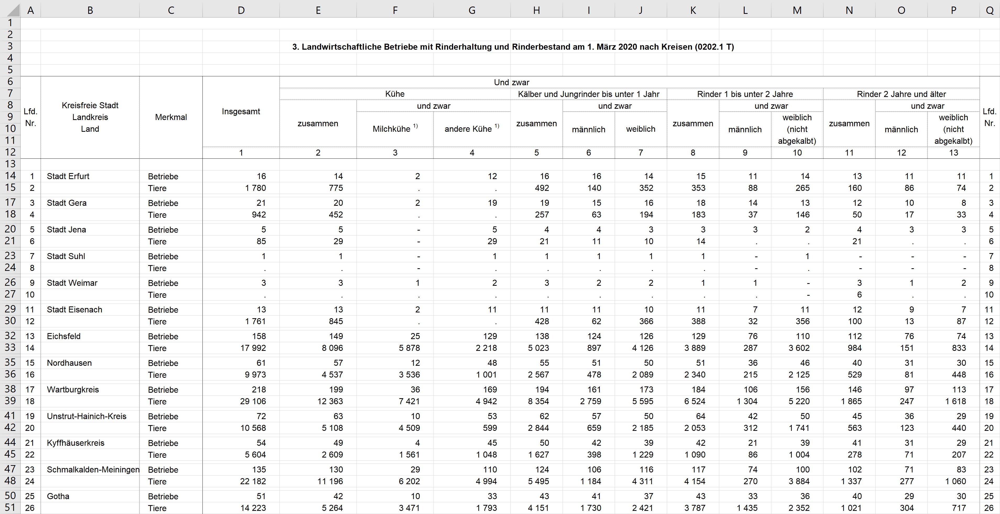 A B C D E F G H I J K L M N O P Q
1
2
3 3. Landwirtschaftliche Betriebe mit Rinderhaltung und Rinderbestand am 1. März 2020 nach Kreisen (0202.1 T)
4
5
6 Und zwar
7 Kühe Kälber und Jungrinder bis unter 1 Jahr Rinder 1 bis unter 2 Jahre Rinder 2 Jahre und älter
8 Kreisfreie Stadt und zwar und zwar und zwar und zwar
Lfd. Insgesamt Lfd.
9 Landkreis Merkmal weiblich weiblich
Nr. zusammen zusammen zusammen zusammen Nr.
10 Land Milchkühe 1) andere Kühe 1) männlich weiblich männlich (nicht männlich (nicht
11 abgekalbt) abgekalbt)
12 1 2 3 4 5 6 7 8 9 10 11 12 13
13
14 1 Stadt Erfurt Betriebe 16 14 2 12 16 16 14 15 11 14 13 11 11 1
15 2 Tiere 1 780 775 . . 492 140 352 353 88 265 160 86 74 2
17 3 Stadt Gera Betriebe 21 20 2 19 19 15 16 18 14 13 12 10 8 3
18 4 Tiere 942 452 . . 257 63 194 183 37 146 50 17 33 4
20 5 Stadt Jena Betriebe 5 5 - 5 4 4 3 3 3 2 4 3 3 5
21 6 Tiere 85 29 - 29 21 11 10 14 . . 21 . . 6
23 7 Stadt Suhl Betriebe 1 1 - 1 1 1 1 1 - 1 - - - 7
24 8 Tiere . . - . . . . . - . - - - 8
26 9 Stadt Weimar Betriebe 3 3 1 2 3 2 2 1 1 - 3 1 2 9
27 10 Tiere . . . . . . . . . - 6 . . 10
29 11 Stadt Eisenach Betriebe 13 13 2 11 11 11 10 11 7 11 12 9 7 11
30 12 Tiere 1 761 845 . . 428 62 366 388 32 356 100 13 87 12
32 13 Eichsfeld Betriebe 158 149 25 129 138 124 126 129 76 110 112 76 74 13
33 14 Tiere 17 992 8 096 5 878 2 218 5 023 897 4 126 3 889 287 3 602 984 151 833 14
35 15 Nordhausen Betriebe 61 57 12 48 55 51 50 51 36 46 40 31 30 15
36 16 Tiere 9 973 4 537 3 536 1 001 2 567 478 2 089 2 340 215 2 125 529 81 448 16
38 17 Wartburgkreis Betriebe 218 199 36 169 194 161 173 184 106 156 146 97 113 17
39 18 Tiere 29 106 12 363 7 421 4 942 8 354 2 759 5 595 6 524 1 304 5 220 1 865 247 1 618 18
41 19 Unstrut-Hainich-Kreis Betriebe 72 63 10 53 62 57 50 64 42 50 45 36 29 19
42 20 Tiere 10 568 5 108 4 509 599 2 844 659 2 185 2 053 312 1 741 563 123 440 20
44 21 Kyffhäuserkreis Betriebe 54 49 4 45 50 42 39 42 21 39 41 31 29 21
45 22 Tiere 5 604 2 609 1 561 1 048 1 627 398 1 229 1 090 86 1 004 278 71 207 22
47 23 Schmalkalden-Meiningen Betriebe 135 130 29 110 124 106 116 117 74 100 102 71 83 23
48 24 Tiere 22 182 11 196 6 202 4 994 5 495 1 184 4 311 4 154 270 3 884 1 337 277 1 060 24
50 25 Gotha Betriebe 51 42 10 33 43 41 37 43 33 36 40 29 30 25
51 26 Tiere 14 223 5 264 3 471 1 793 4 151 1 730 2 421 3 787 1 435 2 352 1 021 304 717 26